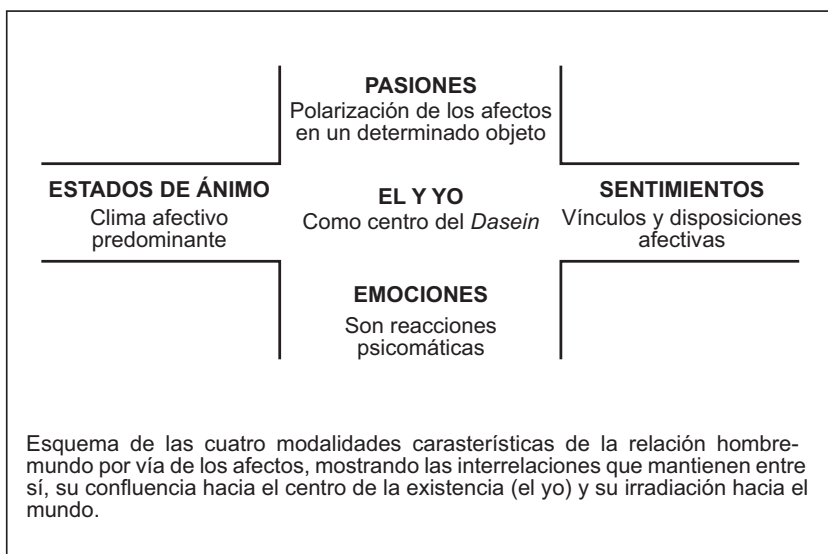 PASIONES
Polarización de los afectos
en un determinado objeto
ESTADOS DE ÁNIMO
Clima afectivo
predominante
EL Y YO
Como centro del Dasein
SENTIMIENTOS
Vínculos y disposiciones
afectivas
EMOCIONES
Son reacciones
psicomáticas
Esquema de las cuatro modalidades carasterísticas de la relación hombre-
mundo por vía de los afectos, mostrando las interrelaciones que mantienen entre
sí, su confluencia hacia el centro de la existencia (el yo) y su irradiación hacia el
mundo.